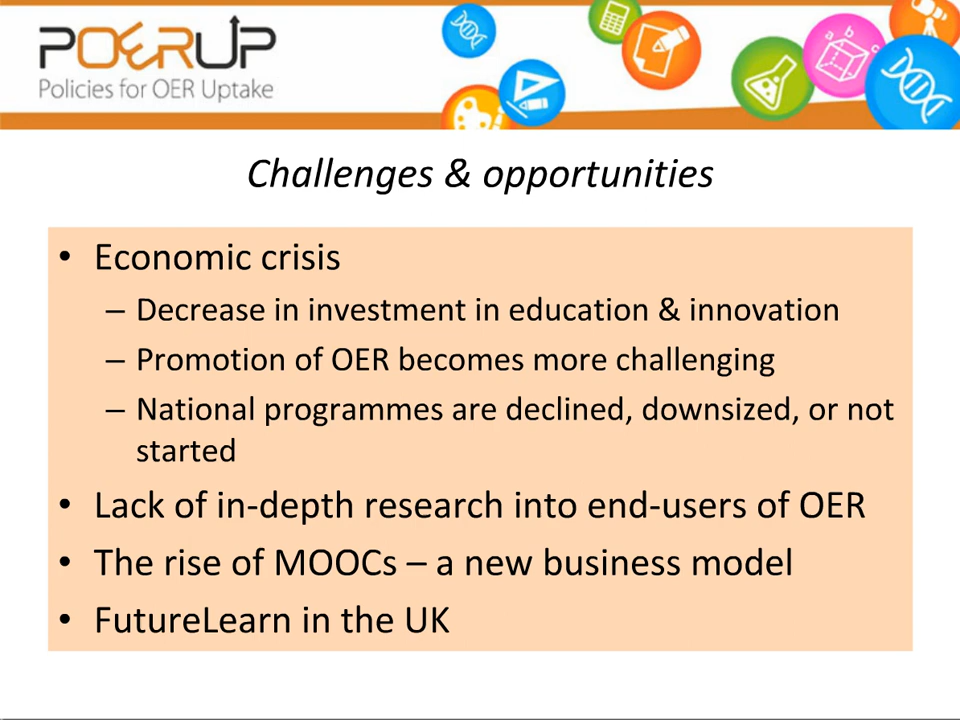 POERUP
Policies for OER Uptake
a b c
Challenges & opportunities
• Economic crisis
– Decrease in investment in education & innovation
– Promotion of OER becomes more challenging
– National programmes are declined, downsized, or not
started
• Lack of in-depth research into end-users of OER
• The rise of MOOCs – a new business model
• FutureLearn in the UK